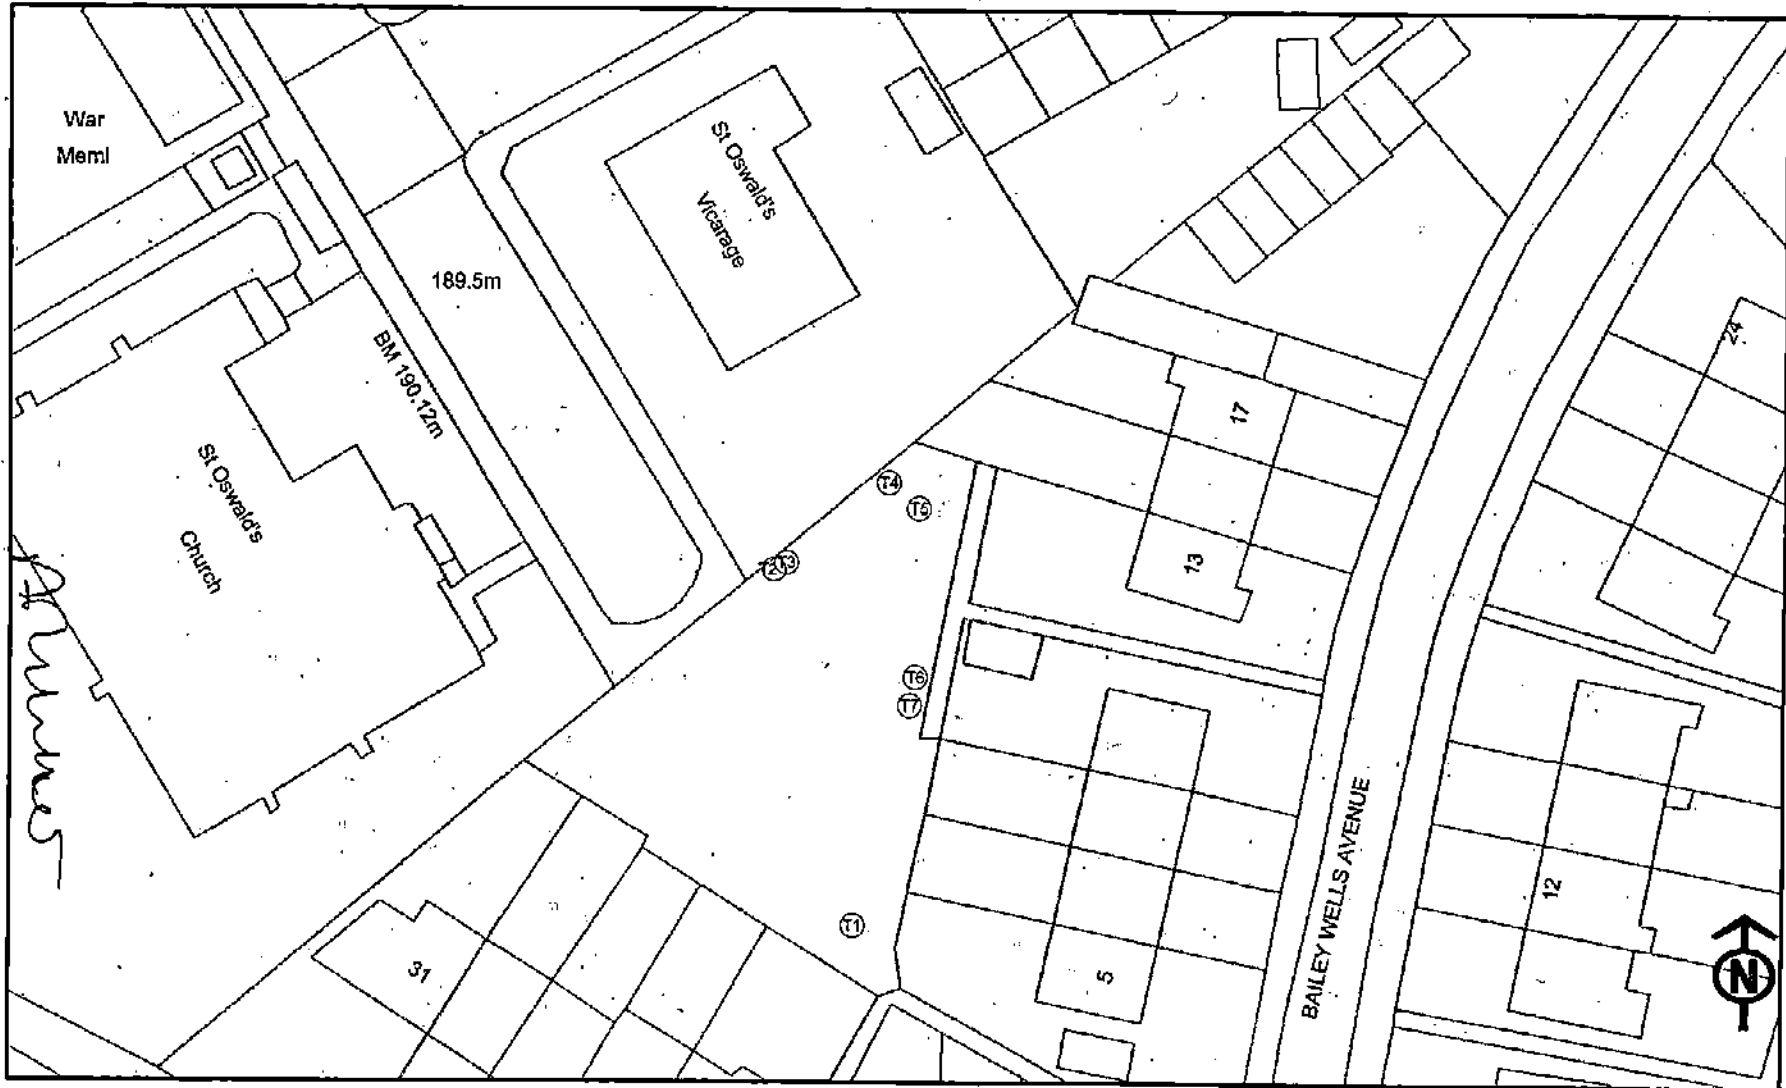 War
Meml
St Oswald's
Vicarage
189.5m
BM 190.12m
St Oswald's
Church
24
17
13
T4
T5
T2
T3
T6
T7
T1
31
5
12
BAILEY WELLS AVENUE
N